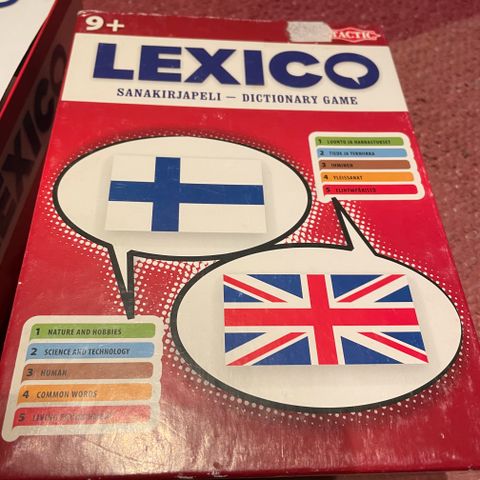 9+
TACTIC
LEXICO
SANAKIRJAPELI – DICTIONARY GAME
1 LUONTO JA HARRASTUKSET
2 TIEDE JA TEKNIIKKA
3 IHMINEN
4 YLEISSANAT
5 ELINYMPÄRISTÖ
1 NATURE AND HOBBIES
2 SCIENCE AND TECHNOLOGY
3 HUMAN
4 COMMON WORDS
5 LIVING
LEXICO